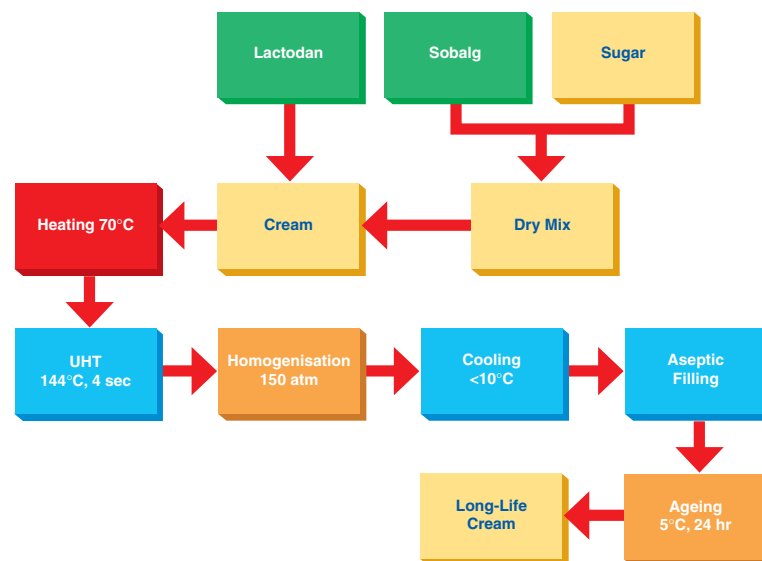 Lactodan
Sobalg
Sugar
Heating 70°C
Cream
Dry Mix
UHT
144°C, 4 sec
Homogenisation
150 atm
Cooling
<10°C
Aseptic
Filling
Long-Life
Cream
Ageing
5°C, 24 hr